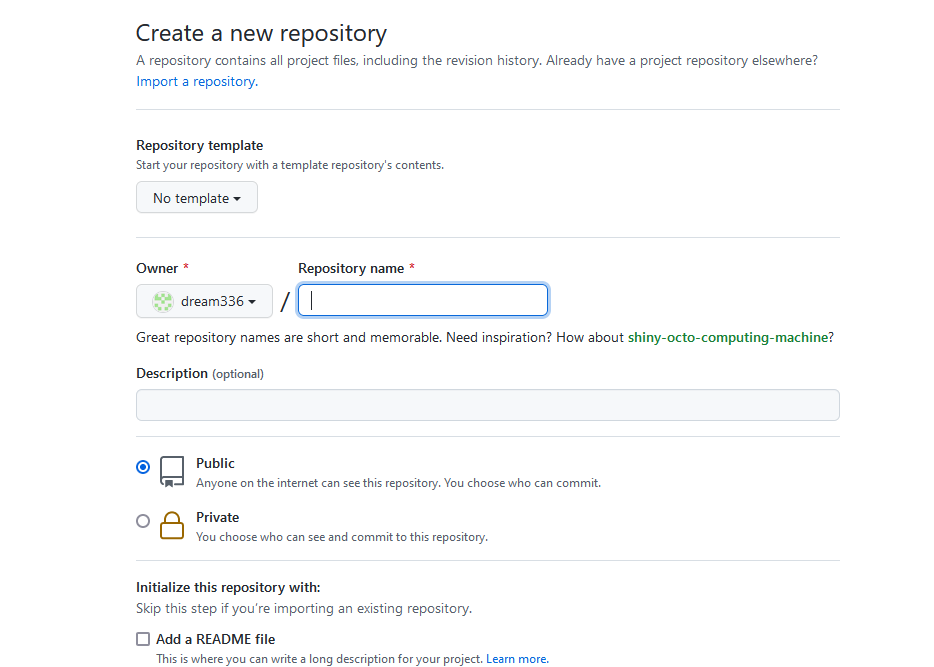 Create a new repository
A repository contains all project files, including the revision history. Already have a project repository elsewhere?
Import a repository.
Repository template
Start your repository with a template repository's contents.
No template
Owner * Repository name *
dream336 /
Great repository names are short and memorable. Need inspiration? How about shiny-octo-computing-machine?
Description (optional)
Public
Anyone on the internet can see this repository. You choose who can commit.
Private
You choose who can see and commit to this repository.
Initialize this repository with:
Skip this step if you’re importing an existing repository.
Add a README file
This is where you can write a long description for your project. Learn more.